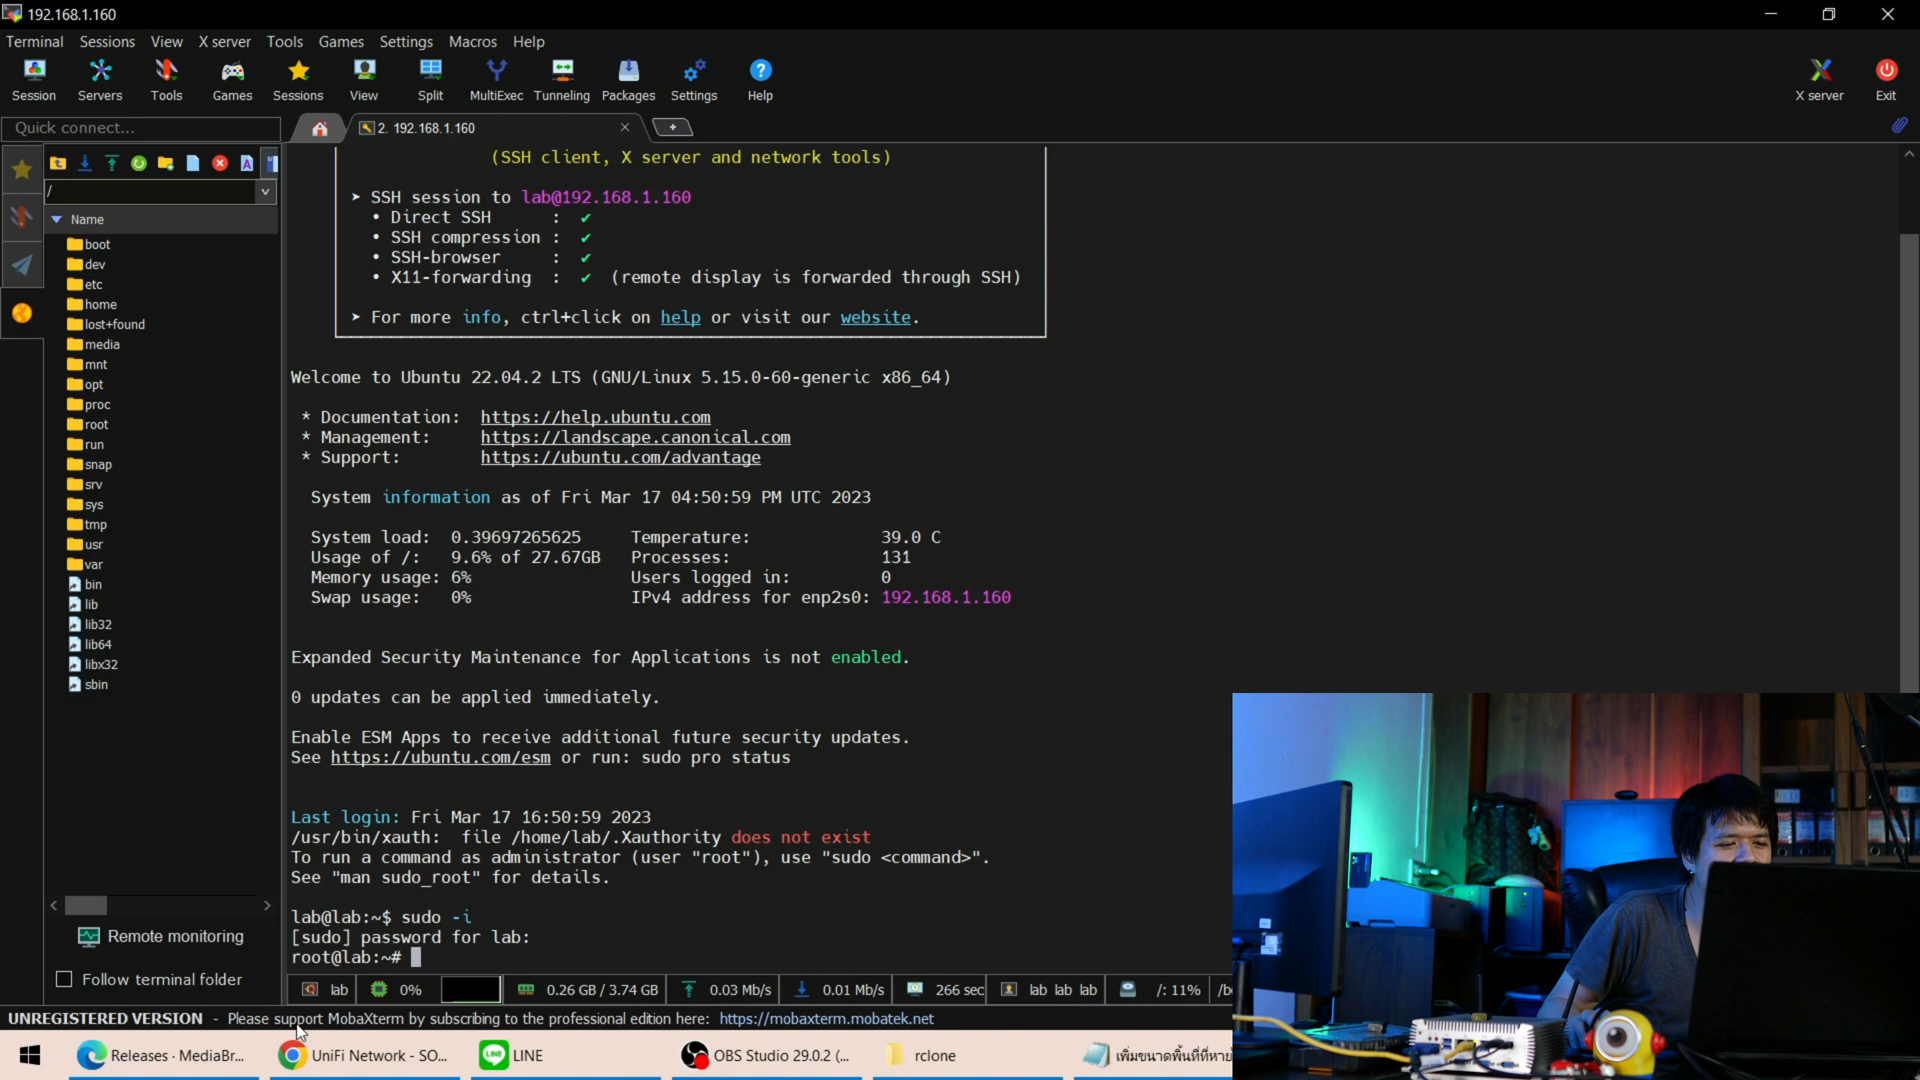 192.168.1.160
Terminal Sessions View X server Tools Games Settings Macros Help
Session Servers Tools Games Sessions View Split MultiExec Tunneling Packages Settings Help X server Exit
Quick connect...
2. 192.168.1.160
/
Name
boot
dev
etc
home
lost+found
media
mnt
opt
proc
root
run
snap
srv
sys
tmp
usr
var
bin
lib
lib32
lib64
libx32
sbin
Remote monitoring
Follow terminal folder
(SSH client, X server and network tools)
➤ SSH session to lab@192.168.1.160
• Direct SSH : ✔
• SSH compression : ✔
• SSH-browser : ✔
• X11-forwarding : ✔ (remote display is forwarded through SSH)
➤ For more info, ctrl+click on help or visit our website.
Welcome to Ubuntu 22.04.2 LTS (GNU/Linux 5.15.0-60-generic x86_64)
* Documentation: https://help.ubuntu.com
* Management: https://landscape.canonical.com
* Support: https://ubuntu.com/advantage
System information as of Fri Mar 17 04:50:59 PM UTC 2023
System load: 0.39697265625 Temperature: 39.0 C
Usage of /: 9.6% of 27.67GB Processes: 131
Memory usage: 6% Users logged in: 0
Swap usage: 0% IPv4 address for enp2s0: 192.168.1.160
Expanded Security Maintenance for Applications is not enabled.
0 updates can be applied immediately.
Enable ESM Apps to receive additional future security updates.
See https://ubuntu.com/esm or run: sudo pro status
Last login: Fri Mar 17 16:50:59 2023
/usr/bin/xauth: file /home/lab/.Xauthority does not exist
To run a command as administrator (user "root"), use "sudo <command>".
See "man sudo_root" for details.
lab@lab:~$ sudo -i
[sudo] password for lab:
root@lab:~#
lab 0% 0.26 GB / 3.74 GB 0.03 Mb/s 0.01 Mb/s 266 sec lab lab lab /: 11% /b
UNREGISTERED VERSION - Please support MobaXterm by subscribing to the professional edition here: https://mobaxterm.mobatek.net
Releases · MediaBr... UniFi Network - SO... LINE OBS Studio 29.0.2 (... rclone เพิ่มขนาดพื้นที่ที่หาย